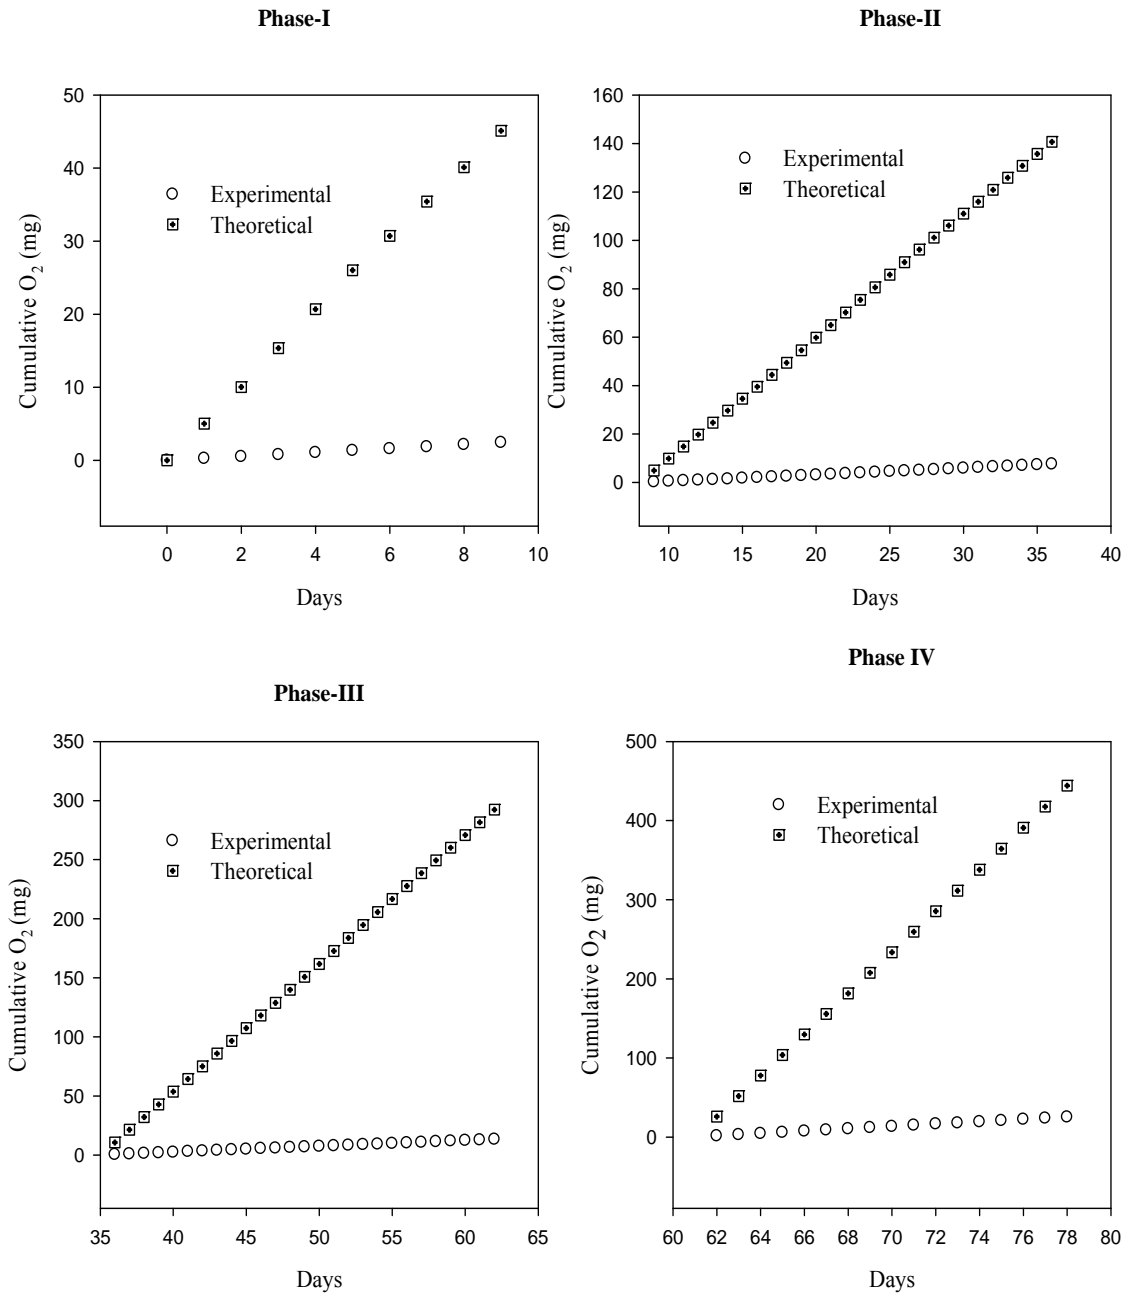 Phase-I
Cumulative O2 (mg)
50
40
30
20
10
0
Experimental
Theoretical
0 2 4 6 8 10
Days
Phase-II
Cumulative O2 (mg)
160
140
120
100
80
60
40
20
0
Experimental
Theoretical
10 15 20 25 30 35 40
Days
Phase-III
Cumulative O2 (mg)
350
300
250
200
150
100
50
0
Experimental
Theoretical
35 40 45 50 55 60 65
Days
Phase IV
Cumulative O2 (mg)
500
400
300
200
100
0
Experimental
Theoretical
60 62 64 66 68 70 72 74 76 78 80
Days